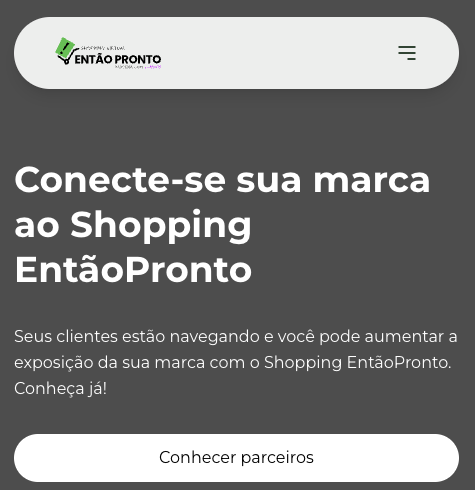 SHOPPING VIRTUAL
ENTÃO PRONTO
Conecte-se sua marca
ao Shopping
EntãoPronto
Seus clientes estão navegando e você pode aumentar a
exposição da sua marca com o Shopping EntãoPronto.
Conheça já!
Conhecer parceiros